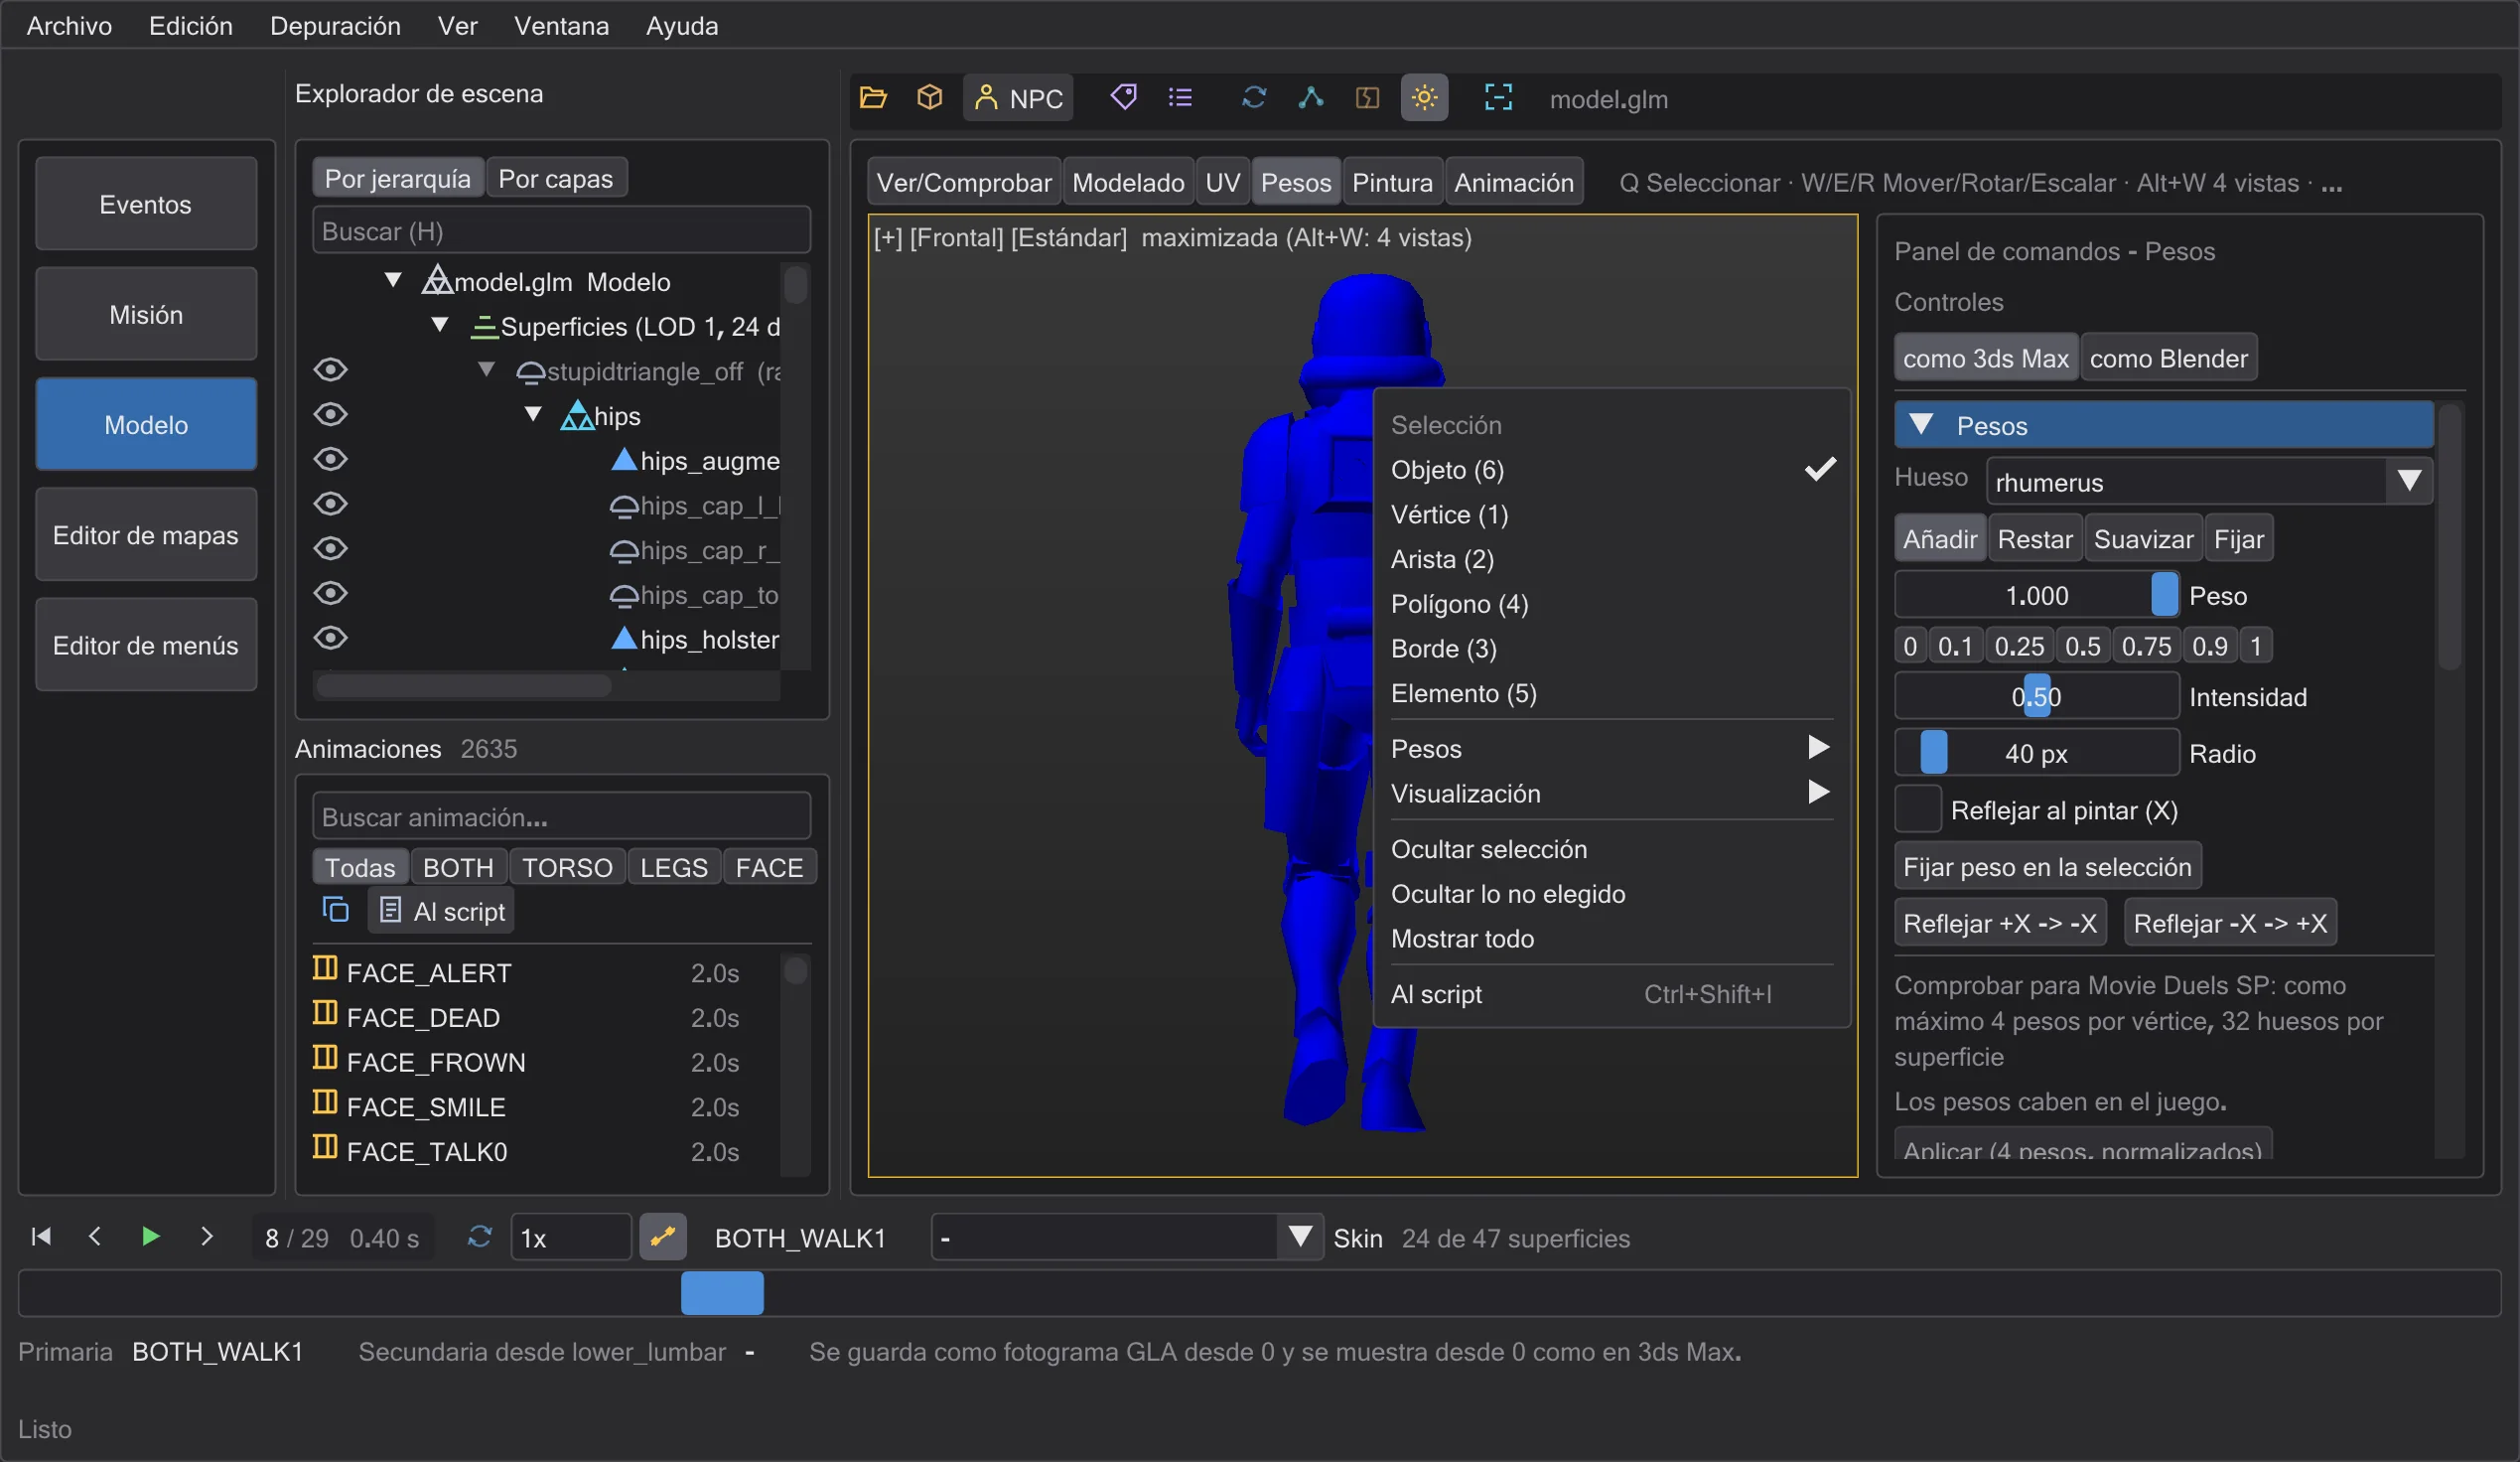 Archivo Edición Depuración Ver Ventana Ayuda
Explorador de escena
NPC model.glm
Eventos
Misión
Modelo
Editor de mapas
Editor de menús
Por jerarquía Por capas
Buscar (H)
model.glm Modelo
Superficies (LOD 1, 24 d
stupidtriangle_off (ra
hips
hips_augme
hips_cap_l_
hips_cap_r_
hips_cap_to
hips_holster
Animaciones 2635
Buscar animación...
Todas BOTH TORSO LEGS FACE
Al script
FACE_ALERT 2.0s
FACE_DEAD 2.0s
FACE_FROWN 2.0s
FACE_SMILE 2.0s
FACE_TALK0 2.0s
Ver/Comprobar Modelado UV Pesos Pintura Animación Q Seleccionar · W/E/R Mover/Rotar/Escalar · Alt+W 4 vistas · ...
[+] [Frontal] [Estándar] maximizada (Alt+W: 4 vistas)
Selección
Objeto (6)
Vértice (1)
Arista (2)
Polígono (4)
Borde (3)
Elemento (5)
Pesos
Visualización
Ocultar selección
Ocultar lo no elegido
Mostrar todo
Al script Ctrl+Shift+I
Panel de comandos - Pesos
Controles
como 3ds Max como Blender
Pesos
Hueso rhumerus
Añadir Restar Suavizar Fijar
1.000 Peso
0 0.1 0.25 0.5 0.75 0.9 1
0.50 Intensidad
40 px Radio
Reflejar al pintar (X)
Fijar peso en la selección
Reflejar +X -> -X Reflejar -X -> +X
Comprobar para Movie Duels SP: como
máximo 4 pesos por vértice, 32 huesos por
superficie
Los pesos caben en el juego.
Aplicar (4 pesos, normalizados)
8 / 29 0.40 s 1x BOTH_WALK1 - Skin 24 de 47 superficies
Primaria BOTH_WALK1 Secundaria desde lower_lumbar - Se guarda como fotograma GLA desde 0 y se muestra desde 0 como en 3ds Max.
Listo